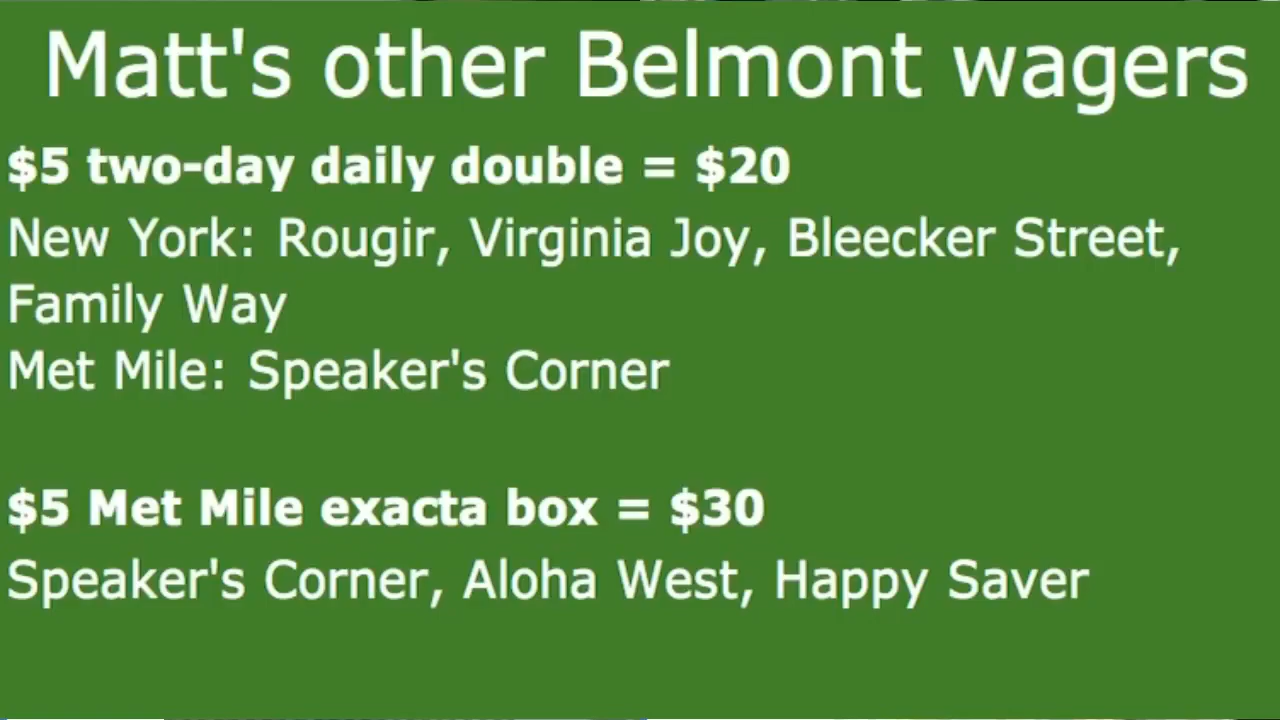 Matt's other Belmont wagers
$5 two-day daily double = $20
New York: Rougir, Virginia Joy, Bleecker Street,
Family Way
Met Mile: Speaker's Corner
$5 Met Mile exacta box = $30
Speaker's Corner, Aloha West, Happy Saver